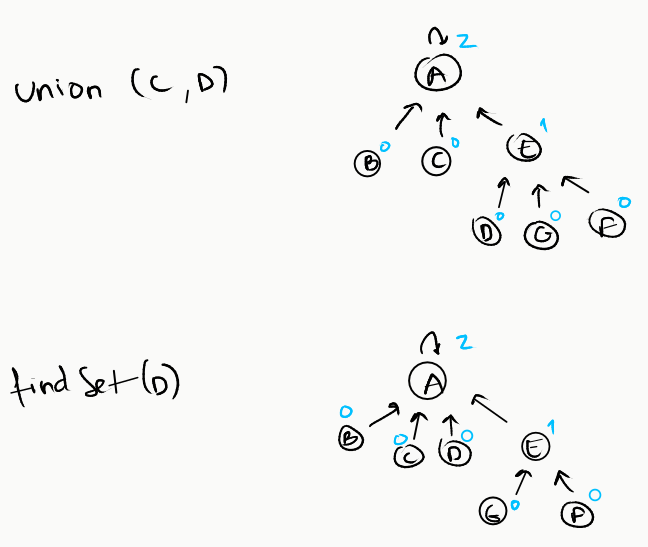 2
Union (C, D)
A
1
0 0
B C E
0 0 0
D G F
2
find Set(D)
A
0
B 0 C D 0 E 1
G 0 0
F